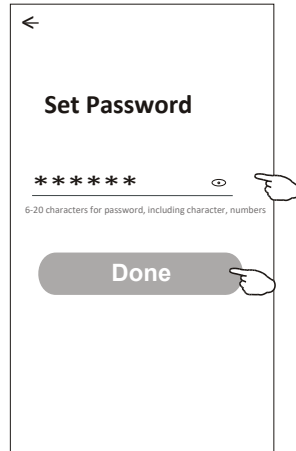 Set Password
******
6-20 characters for password, including character, numbers
Done